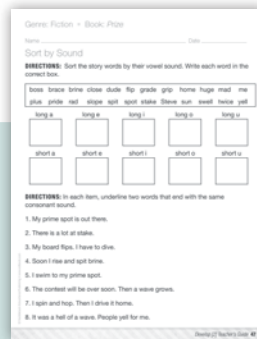 Genre: Fiction • Book: Prize
Name Date
Sort by Sound
DIRECTIONS: Sort the story words by their vowel sound. Write each word in the correct box.
boss brace brine close dude flip grade grip home huge mad me
plus pride red slope spit spot stake Steve sun swell twice yell
long a long e long i long o long u
short a short e short i short o short u
DIRECTIONS: In each item, underline two words that end with the same consonant sound.
1. My prime spot is out there.
2. There is a lot at stake.
3. My board flips. I have to dive.
4. Soon I rise and spit brine.
5. I swim to my prime spot.
6. The contest will be over soon. Then a wave grows.
7. I spin and hop. Then I drive it home.
8. It was a hell of a wave. People yell for me.
Teacher's Guide 47